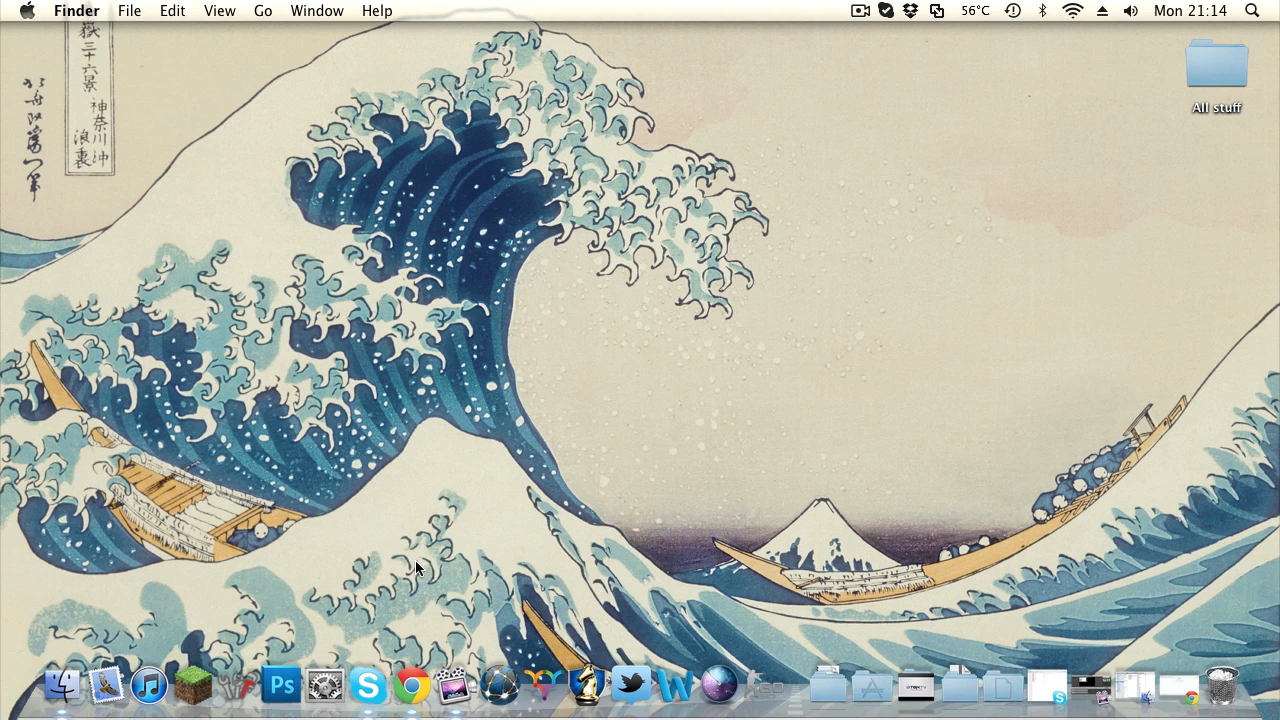 Finder File Edit View Go Window Help 56°C Mon 21:14
All stuff
嶽三十六景 神奈川沖
浪裏
Ps
S
W